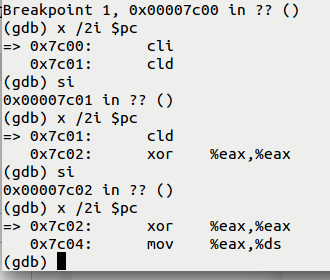 Breakpoint 1, 0x00007c00 in ?? ()
(gdb) x /2i $pc
=> 0x7c00:      cli
   0x7c01:      cld
(gdb) si
0x00007c01 in ?? ()
(gdb) x /2i $pc
=> 0x7c01:      cld
   0x7c02:      xor    %eax,%eax
(gdb) si
0x00007c02 in ?? ()
(gdb) x /2i $pc
=> 0x7c02:      xor    %eax,%eax
   0x7c04:      mov    %eax,%ds
(gdb)